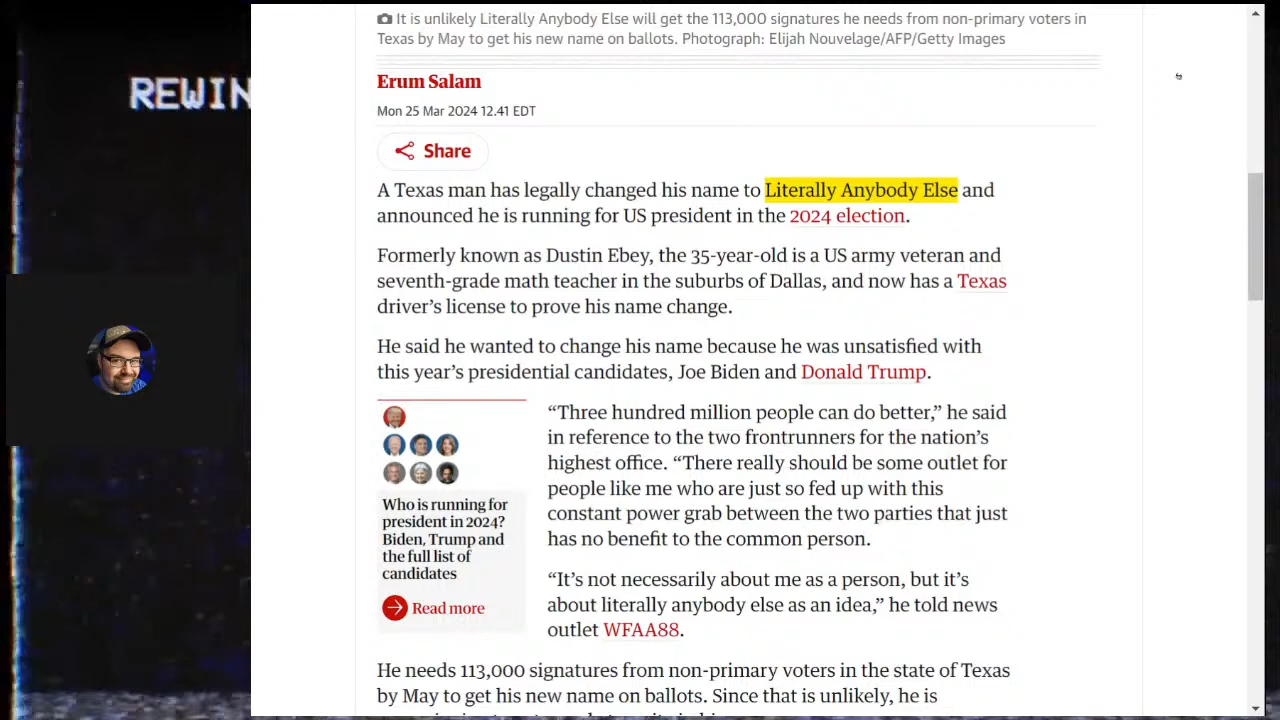 REWIN
It is unlikely Literally Anybody Else will get the 113,000 signatures he needs from non-primary voters in
Texas by May to get his new name on ballots. Photograph: Elijah Nouvelage/AFP/Getty Images
Erum Salam
Mon 25 Mar 2024 12.41 EDT
Share
A Texas man has legally changed his name to Literally Anybody Else and
announced he is running for US president in the 2024 election.
Formerly known as Dustin Ebey, the 35-year-old is a US army veteran and
seventh-grade math teacher in the suburbs of Dallas, and now has a Texas
driver’s license to prove his name change.
He said he wanted to change his name because he was unsatisfied with
this year’s presidential candidates, Joe Biden and Donald Trump.
Who is running for
president in 2024?
Biden, Trump and
the full list of
candidates
Read more
“Three hundred million people can do better,” he said
in reference to the two frontrunners for the nation’s
highest office. “There really should be some outlet for
people like me who are just so fed up with this
constant power grab between the two parties that just
has no benefit to the common person.
“It’s not necessarily about me as a person, but it’s
about literally anybody else as an idea,” he told news
outlet WFAA88.
He needs 113,000 signatures from non-primary voters in the state of Texas
by May to get his new name on ballots. Since that is unlikely, he is